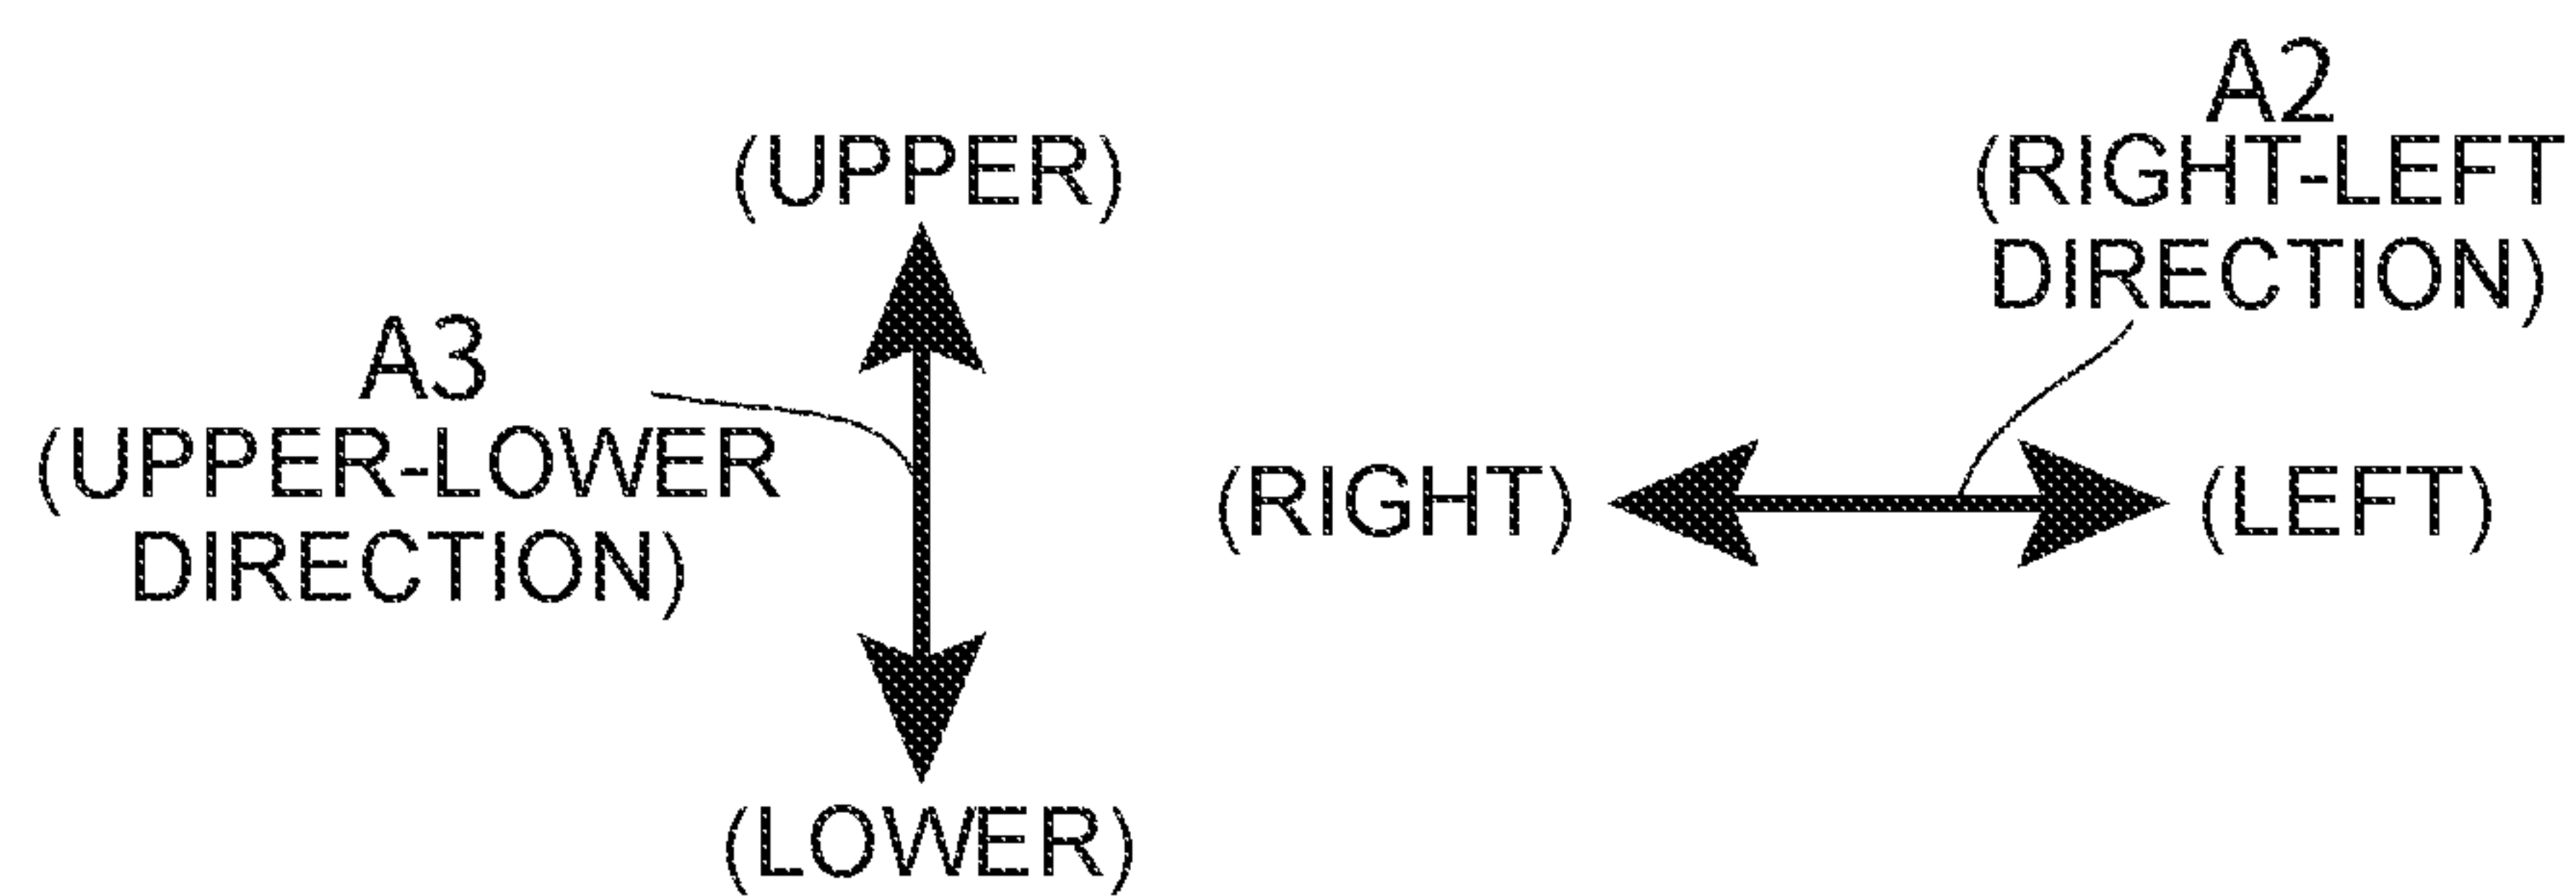 (UPPER)
A3
(UPPER-LOWER
DIRECTION)
(LOWER)
A2
(RIGHT-LEFT
DIRECTION)
(RIGHT)
(LEFT)